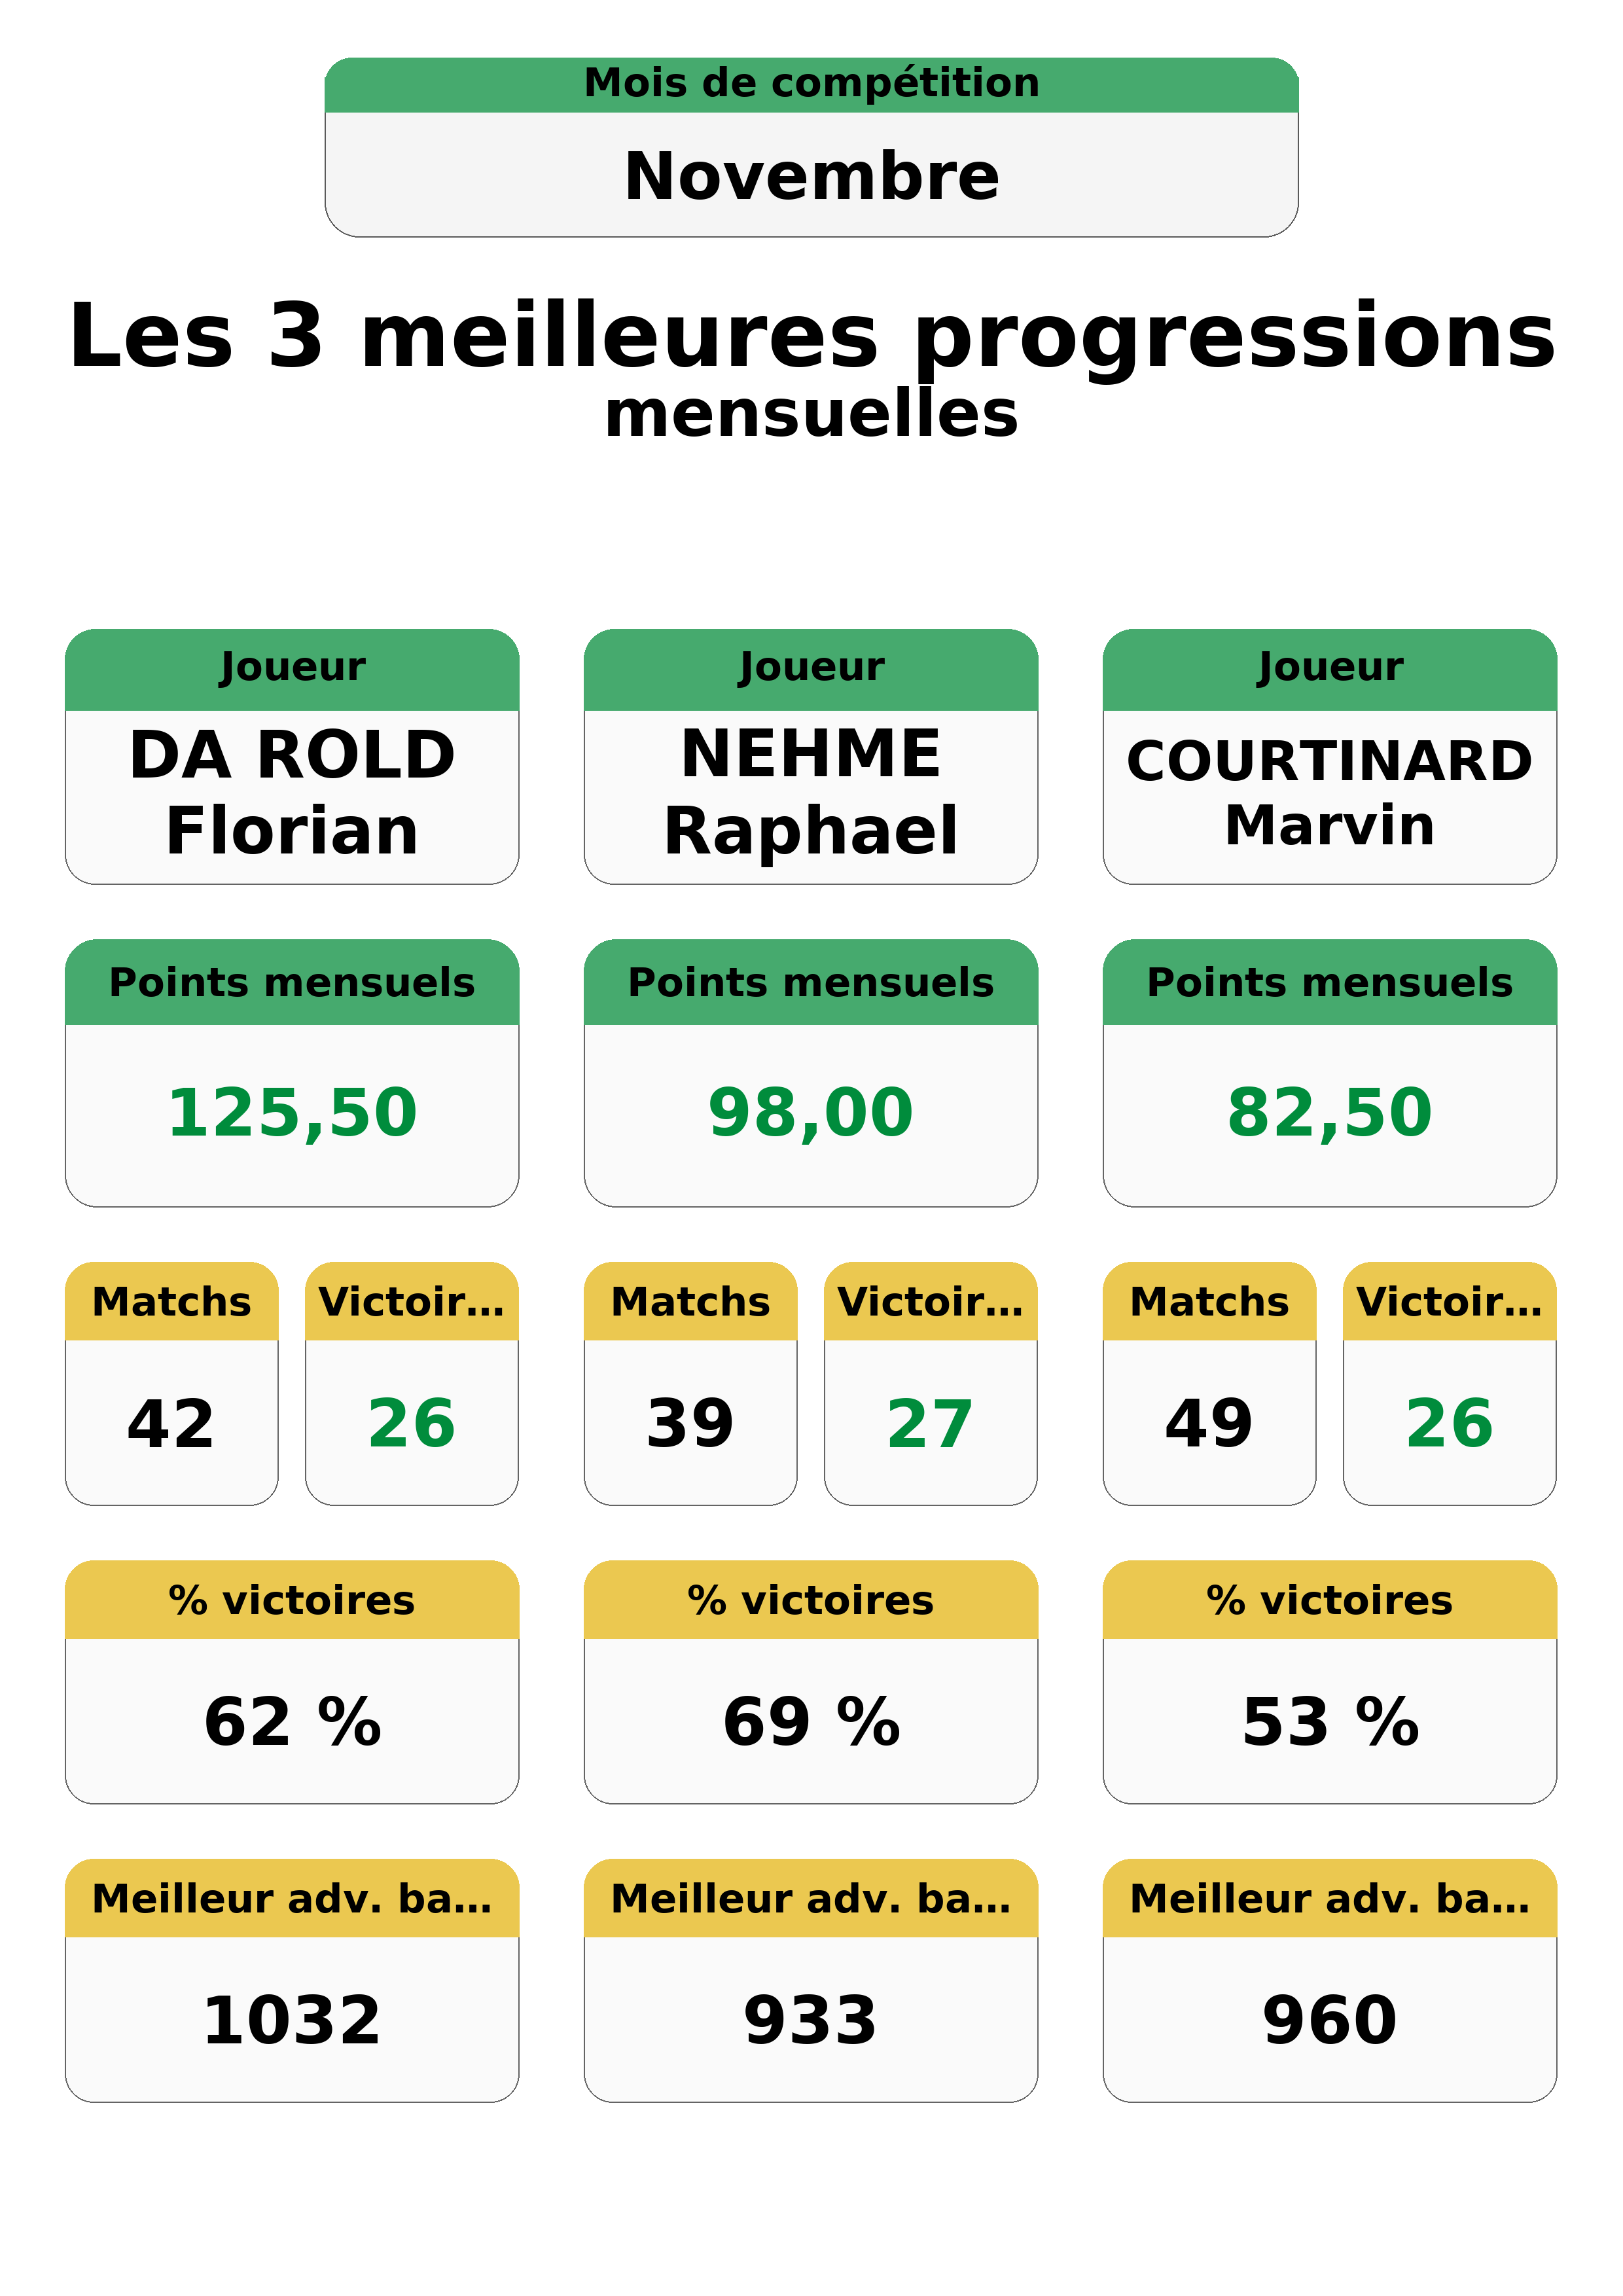 Mois de compétition
Novembre
Les 3 meilleures progressions
mensuelles
Joueur
DA ROLD
Florian
Joueur
NEHME
Raphael
Joueur
COURTINARD
Marvin
Points mensuels
125,50
Points mensuels
98,00
Points mensuels
82,50
Matchs
42
Victoir...
26
Matchs
39
Victoir...
27
Matchs
49
Victoir...
26
% victoires
62 %
% victoires
69 %
% victoires
53 %
Meilleur adv. ba...
1032
Meilleur adv. ba...
933
Meilleur adv. ba...
960